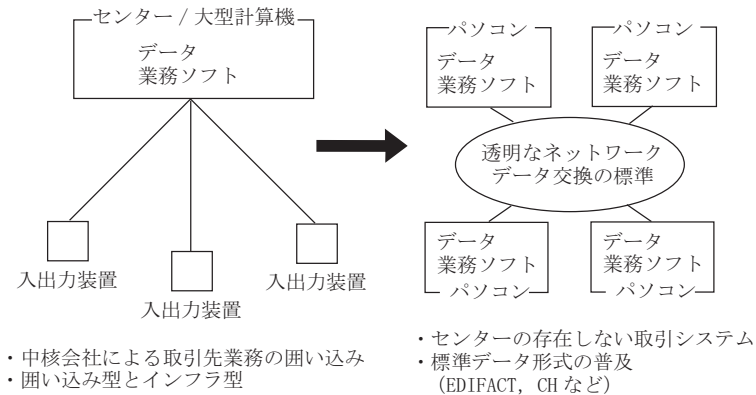 センター / 大型計算機
データ
業務ソフト
入出力装置
入出力装置
入出力装置
・中核会社による取引先業務の囲い込み
・囲い込み型とインフラ型
パソコン
データ
業務ソフト
パソコン
データ
業務ソフト
透明なネットワーク
データ交換の標準
データ
業務ソフト
パソコン
データ
業務ソフト
パソコン
・センターの存在しない取引システム
・標準データ形式の普及
(EDIFACT, CH など)